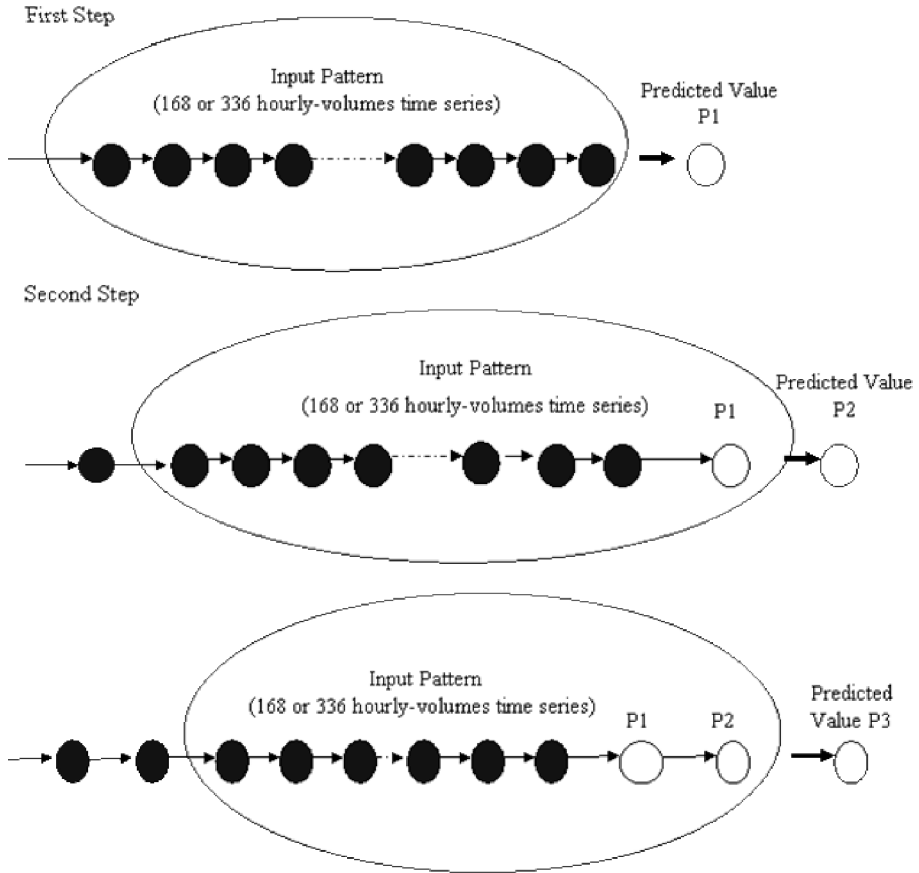 First Step
Input Pattern
(168 or 336 hourly-volumes time series)
Predicted Value
P1
Second Step
Input Pattern
(168 or 336 hourly-volumes time series)
P1
Predicted Value
P2
Input Pattern
(168 or 336 hourly-volumes time series)
P1
P2
Predicted
Value P3